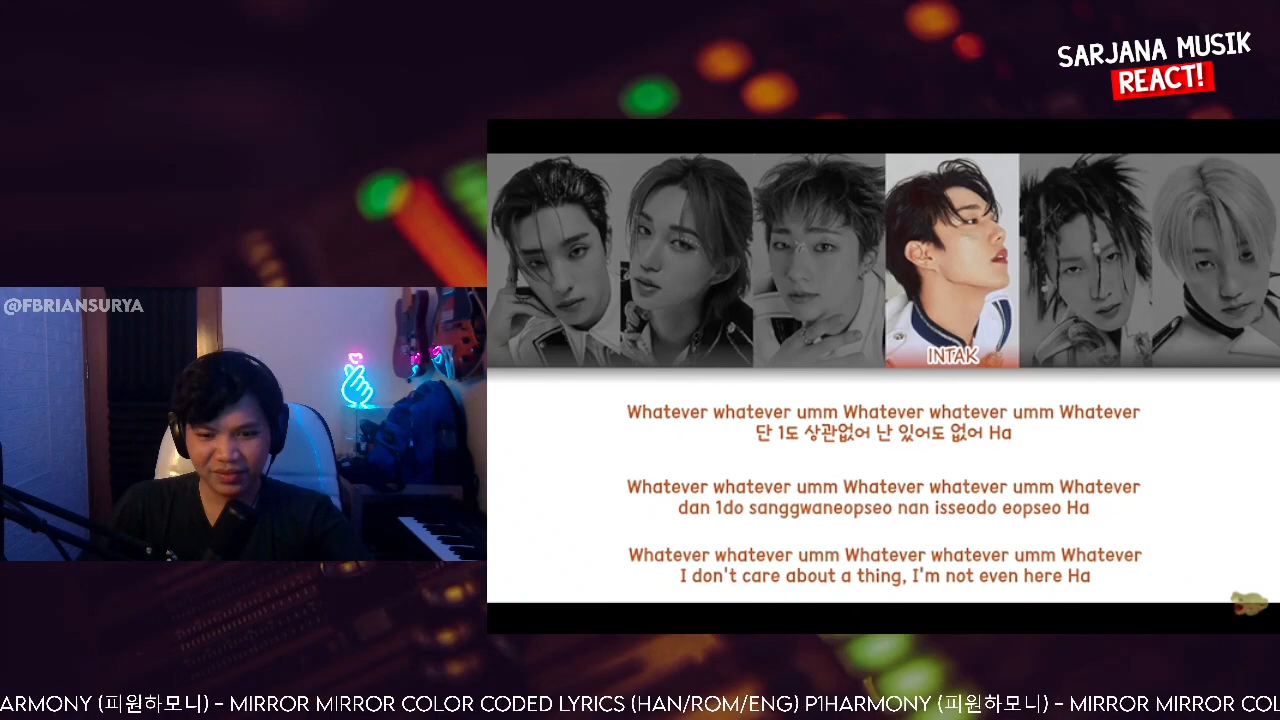 SARJANA MUSIK
REACT!
@FBRIANSURYA
INTAK
Whatever whatever umm Whatever whatever umm Whatever
단 1도 상관없어 난 있어도 없어 Ha
Whatever whatever umm Whatever whatever umm Whatever
dan 1do sanggwaneopseo nan isseodo eopseo Ha
Whatever whatever umm Whatever whatever umm Whatever
I don't care about a thing, I'm not even here Ha
ARMONY (피원하모니) - MIRROR MIRROR COLOR CODED LYRICS (HAN/ROM/ENG) P1HARMONY (피원하모니) - MIRROR MIRROR COL